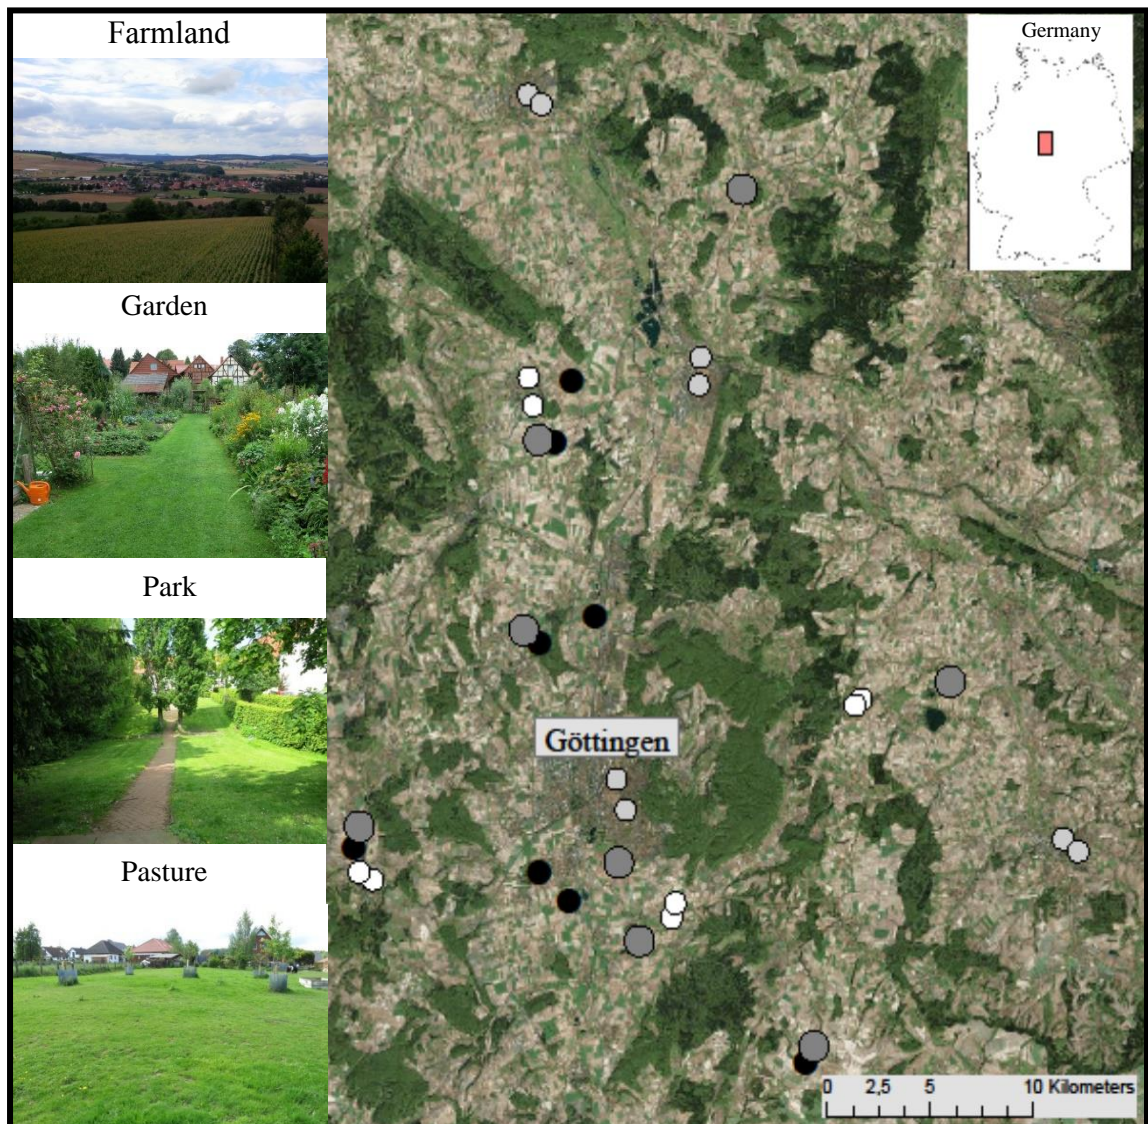 Farmland
Garden
Park
Pasture
Germany
Göttingen
0 2,5 5 10 Kilometers